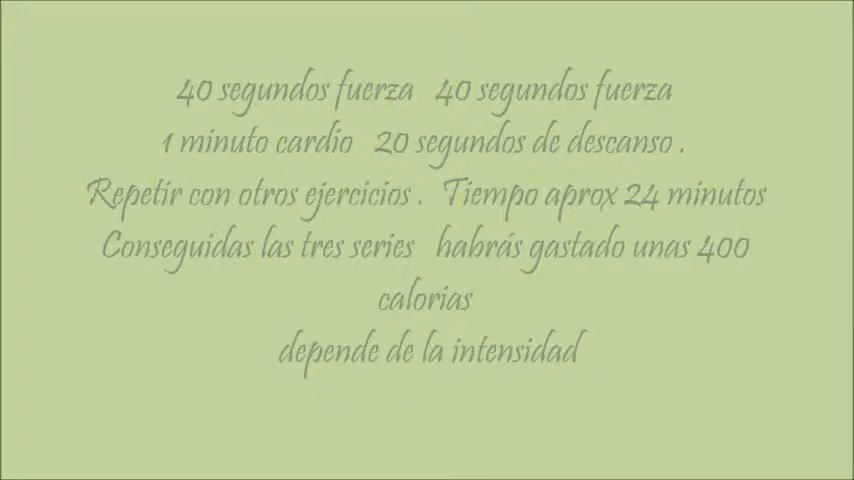 40 segundos fuerza 40 segundos fuerza
1 minuto cardio 20 segundos de descanso .
Repetir con otros ejercicios . Tiempo aprox 24 minutos
Conseguidas las tres series habrás gastado unas 400
calorias
depende de la intensidad